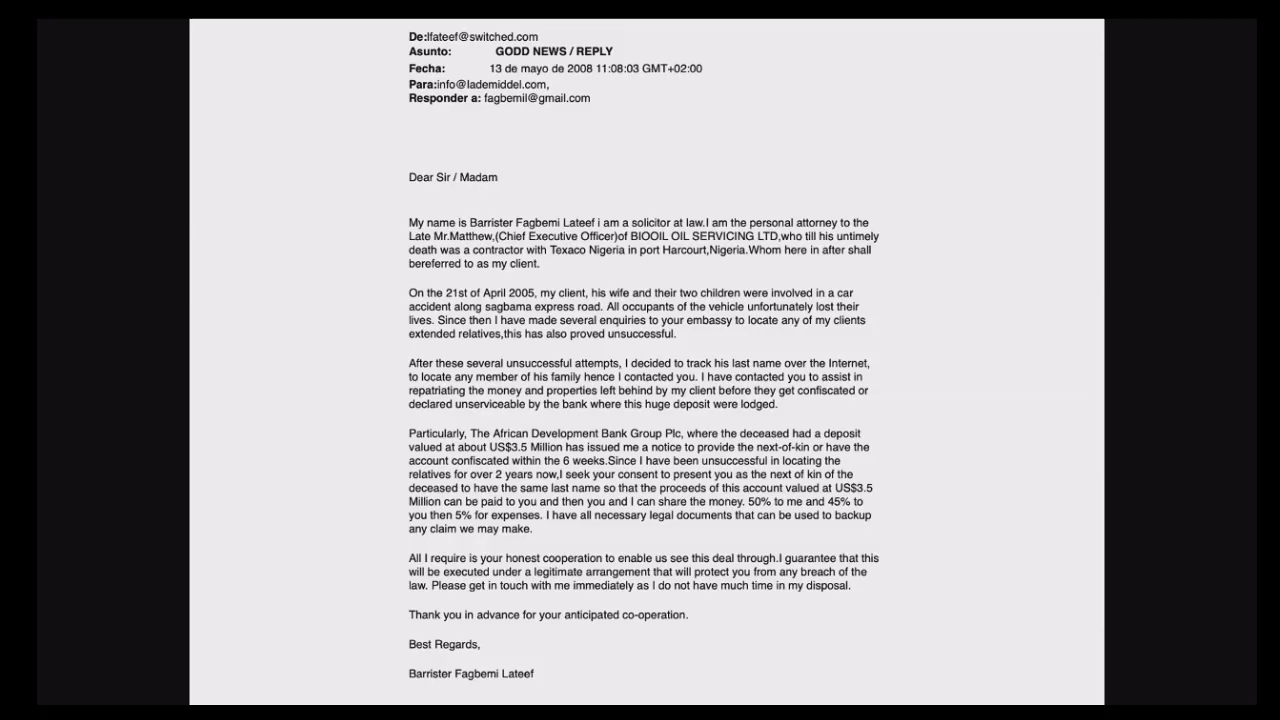 De:lfateef@switched.com
Asunto: GODD NEWS / REPLY
Fecha: 13 de mayo de 2008 11:08:03 GMT+02:00
Para:info@lademiddel.com,
Responder a: fagbemil@gmail.com
Dear Sir / Madam
My name is Barrister Fagbemi Lateef i am a solicitor at law.I am the personal attorney to the
Late Mr.Matthew,(Chief Executive Officer)of BIOOIL OIL SERVICING LTD,who till his untimely
death was a contractor with Texaco Nigeria in port Harcourt,Nigeria.Whom here in after shall
bereferred to as my client.
On the 21st of April 2005, my client, his wife and their two children were involved in a car
accident along sagbama express road. All occupants of the vehicle unfortunately lost their
lives. Since then I have made several enquiries to your embassy to locate any of my clients
extended relatives,this has also proved unsuccessful.
After these several unsuccessful attempts, I decided to track his last name over the Internet,
to locate any member of his family hence I contacted you. I have contacted you to assist in
repatriating the money and properties left behind by my client before they get confiscated or
declared unserviceable by the bank where this huge deposit were lodged.
Particularly, The African Development Bank Group Plc, where the deceased had a deposit
valued at about US$3.5 Million has issued me a notice to provide the next-of-kin or have the
account confiscated within the 6 weeks.Since I have been unsuccessful in locating the
relatives for over 2 years now,I seek your consent to present you as the next of kin of the
deceased to have the same last name so that the proceeds of this account valued at US$3.5
Million can be paid to you and then you and I can share the money. 50% to me and 45% to
you then 5% for expenses. I have all necessary legal documents that can be used to backup
any claim we may make.
All I require is your honest cooperation to enable us see this deal through.I guarantee that this
will be executed under a legitimate arrangement that will protect you from any breach of the
law. Please get in touch with me immediately as I do not have much time in my disposal.
Thank you in advance for your anticipated co-operation.
Best Regards,
Barrister Fagbemi Lateef